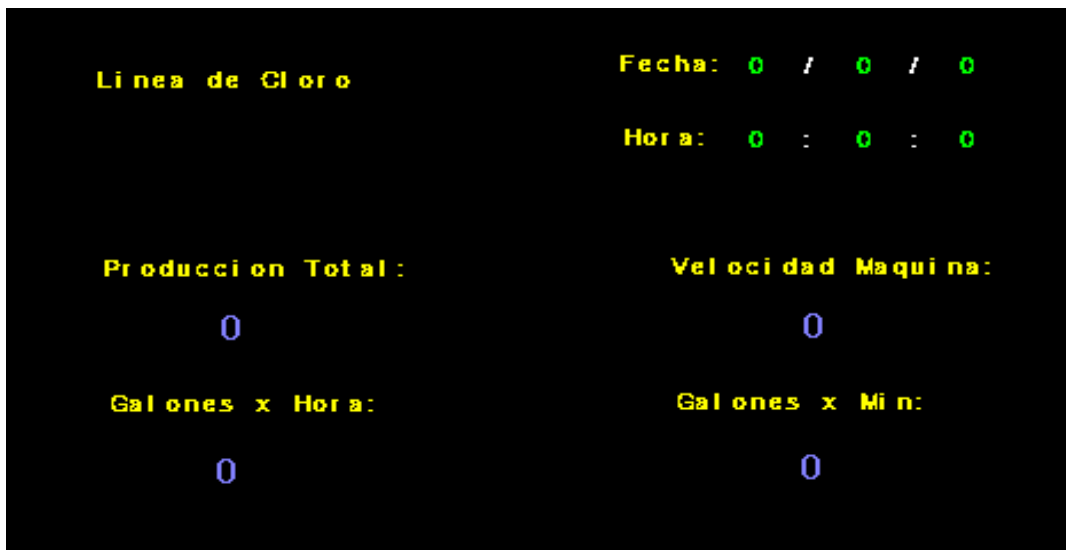 Linea de Cloro
Fecha: 0 / 0 / 0
Hora: 0 : 0 : 0
Produccion Total:
0
Velocidad Maquina:
0
Galones x Hora:
0
Galones x Min:
0